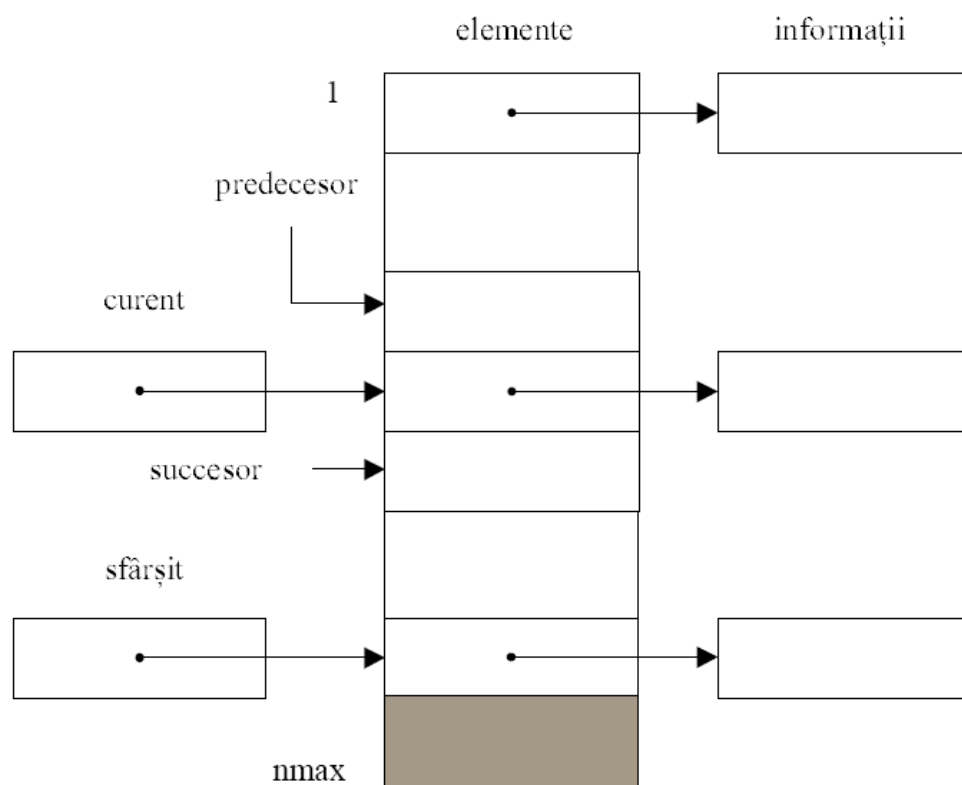 elemente
informații
1
predecesor
curent
succesor
sfârșit
nmax